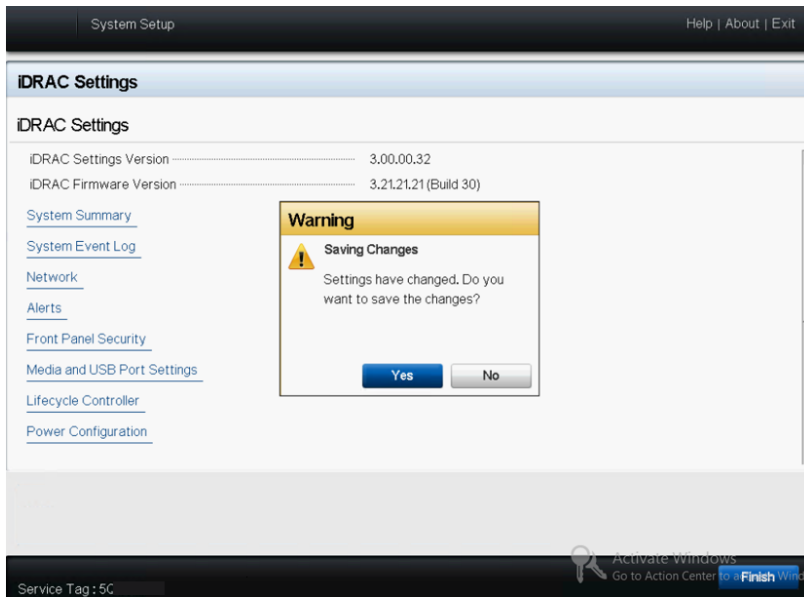 System Setup
Help | About | Exit
iDRAC Settings
iDRAC Settings
iDRAC Settings Version 3.00.00.32
iDRAC Firmware Version 3.21.21.21 (Build 30)
System Summary
System Event Log
Network
Alerts
Front Panel Security
Media and USB Port Settings
Lifecycle Controller
Power Configuration
Warning
Saving Changes
Settings have changed. Do you
want to save the changes?
Yes
No
Activate Windows
Go to Action Center to a
Finish
Wind
Service Tag : 5C